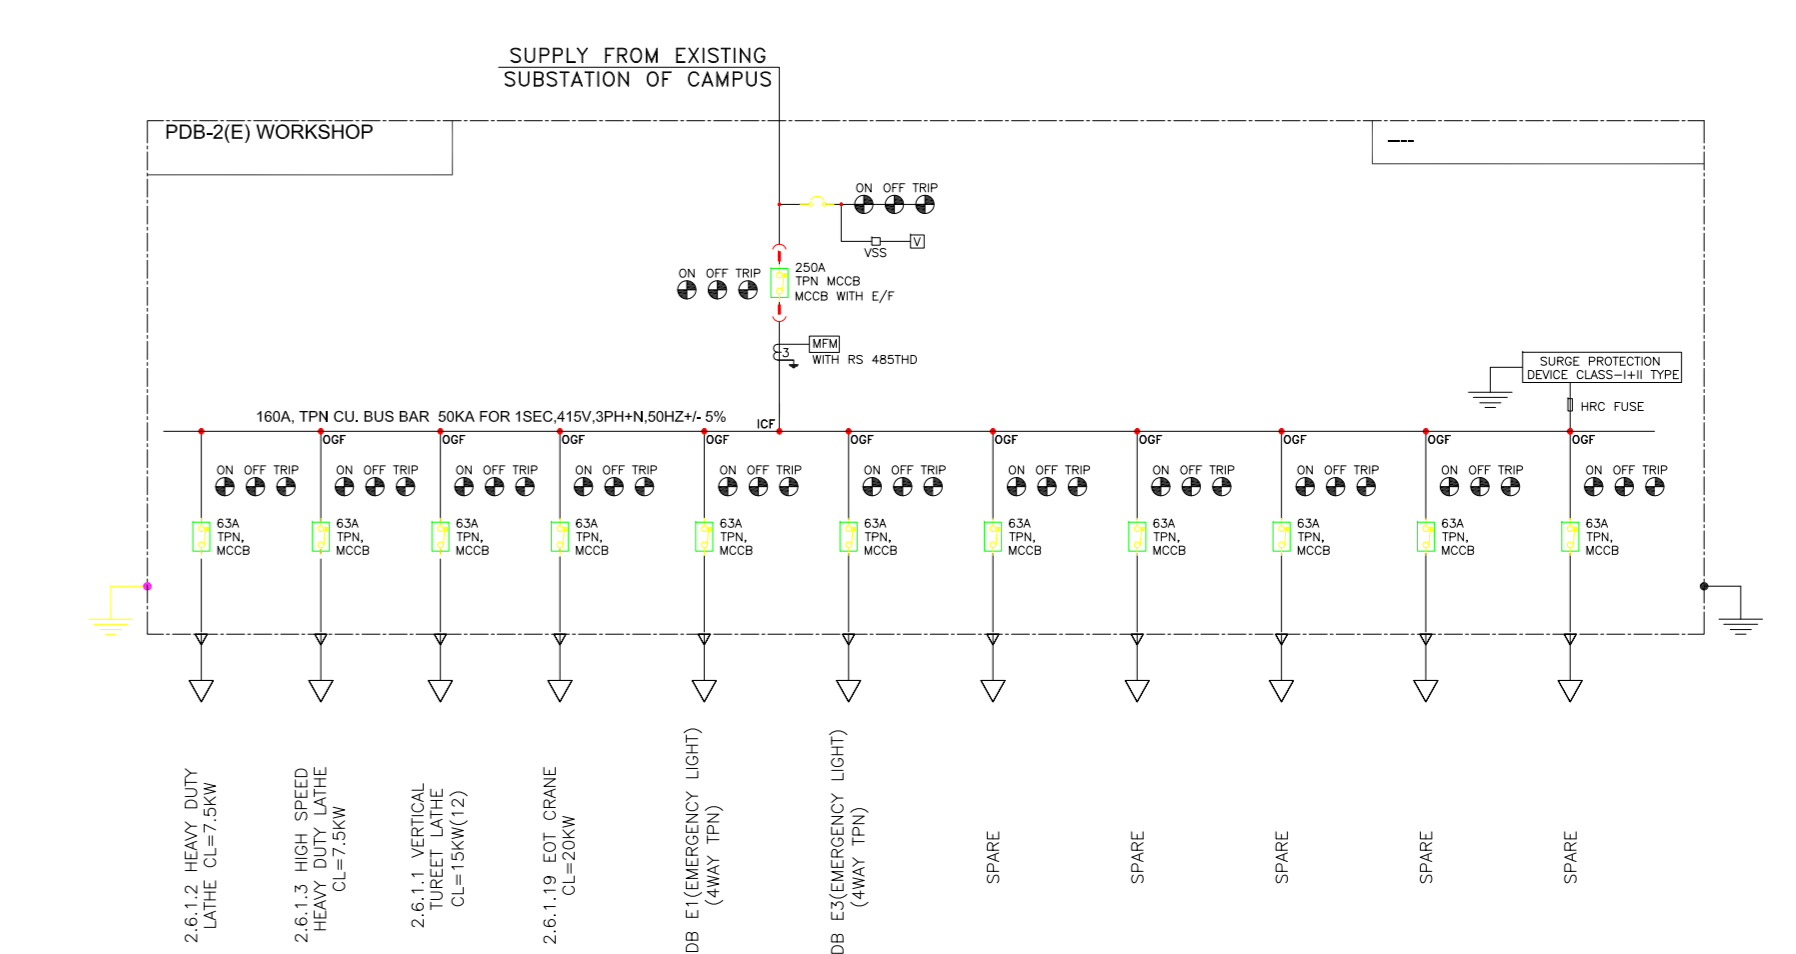 SUPPLY FROM EXISTING
SUBSTATION OF CAMPUS
PDB-2(E) WORKSHOP
----
ON OFF TRIP
V
VSS
ON OFF TRIP
250A
TPN MCCB
MCCB WITH E/F
MFM
3
WITH RS 485THD
SURGE PROTECTION
DEVICE CLASS-I+II TYPE
HRC FUSE
160A, TPN CU. BUS BAR 50KA FOR 1SEC,415V,3PH+N,50HZ+/- 5%
ICF
OGF OGF OGF OGF OGF OGF OGF OGF OGF OGF
ON OFF TRIP ON OFF TRIP ON OFF TRIP ON OFF TRIP ON OFF TRIP ON OFF TRIP ON OFF TRIP ON OFF TRIP ON OFF TRIP ON OFF TRIP ON OFF TRIP
63A 63A 63A 63A 63A 63A 63A 63A 63A 63A 63A
TPN, TPN, TPN, TPN, TPN, TPN, TPN, TPN, TPN, TPN, TPN,
MCCB MCCB MCCB MCCB MCCB MCCB MCCB MCCB MCCB MCCB MCCB
2.6.1.2 HEAVY DUTY
LATHE CL=7.5KW
2.6.1.3 HIGH SPEED
HEAVY DUTY LATHE
CL=7.5KW
2.6.1.1 VERTICAL
TUREET LATHE
CL=15KW(12)
2.6.1.19 EOT CRANE
CL=20KW
DB E1(EMERGENCY LIGHT)
(4WAY TPN)
DB E3(EMERGENCY LIGHT)
(4WAY TPN)
SPARE
SPARE
SPARE
SPARE
SPARE